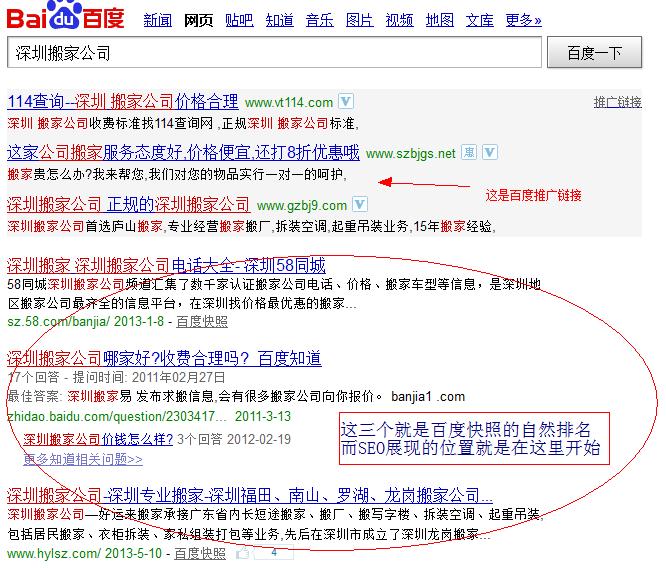 Bai百度 新闻 网页 贴吧 知道 音乐 图片 视频 地图 文库 更多»
深圳搬家公司 百度一下
114查询--深圳 搬家公司价格合理 www.vt114.com V 推广链接
深圳 搬家公司收费标准找114查询网 ,正规深圳 搬家公司标准,
这家公司搬家服务态度好,价格便宜,还打8折优惠哦 www.szbjgs.net 惠 V
搬家贵怎么办?我来帮您,我们对您的物品实行一对一的呵护,
这是百度推广链接
深圳搬家公司 正规的深圳搬家公司 www.gzbj9.com V
深圳搬家公司首选庐山搬家,专业经营搬家搬厂,拆装空调,起重吊装业务,15年搬家经验,
深圳搬家公司 深圳搬家公司电话大全- 深圳58同城
58同城深圳搬家公司频道汇集了数千家认证搬家公司电话、价格、搬家车型等信息，是深圳地
区搬家公司最齐全的信息平台，在深圳找价格最优惠的搬家...
sz.58.com/banjia/ 2013-1-8 - 百度快照
深圳搬家公司哪家好?收费合理吗? 百度知道
17个回答 - 提问时间: 2011年02月27日
最佳答案: 深圳搬家易 发布求搬信息,会有很多搬家公司向你报价。 banjia1 .com
zhidao.baidu.com/question/2303417... 2011-3-13
深圳搬家公司价钱怎么样? 3个回答 2012-02-19
更多知道相关问题>>
这三个就是百度快照的自然排名
而SEO展现的位置就是在这里开始
深圳搬家公司-深圳专业搬家-深圳福田、南山、罗湖、龙岗搬家公司...
深圳搬家公司—好运来搬家承接广东省内长短途搬家、搬厂、搬写字楼、拆装空调、起重吊装,
包括居民搬家、衣柜拆装、家私组装打包等业务,先后在深圳市成立了深圳龙岗搬家...
www.hylsz.com/ 2013-5-10 - 百度快照 4